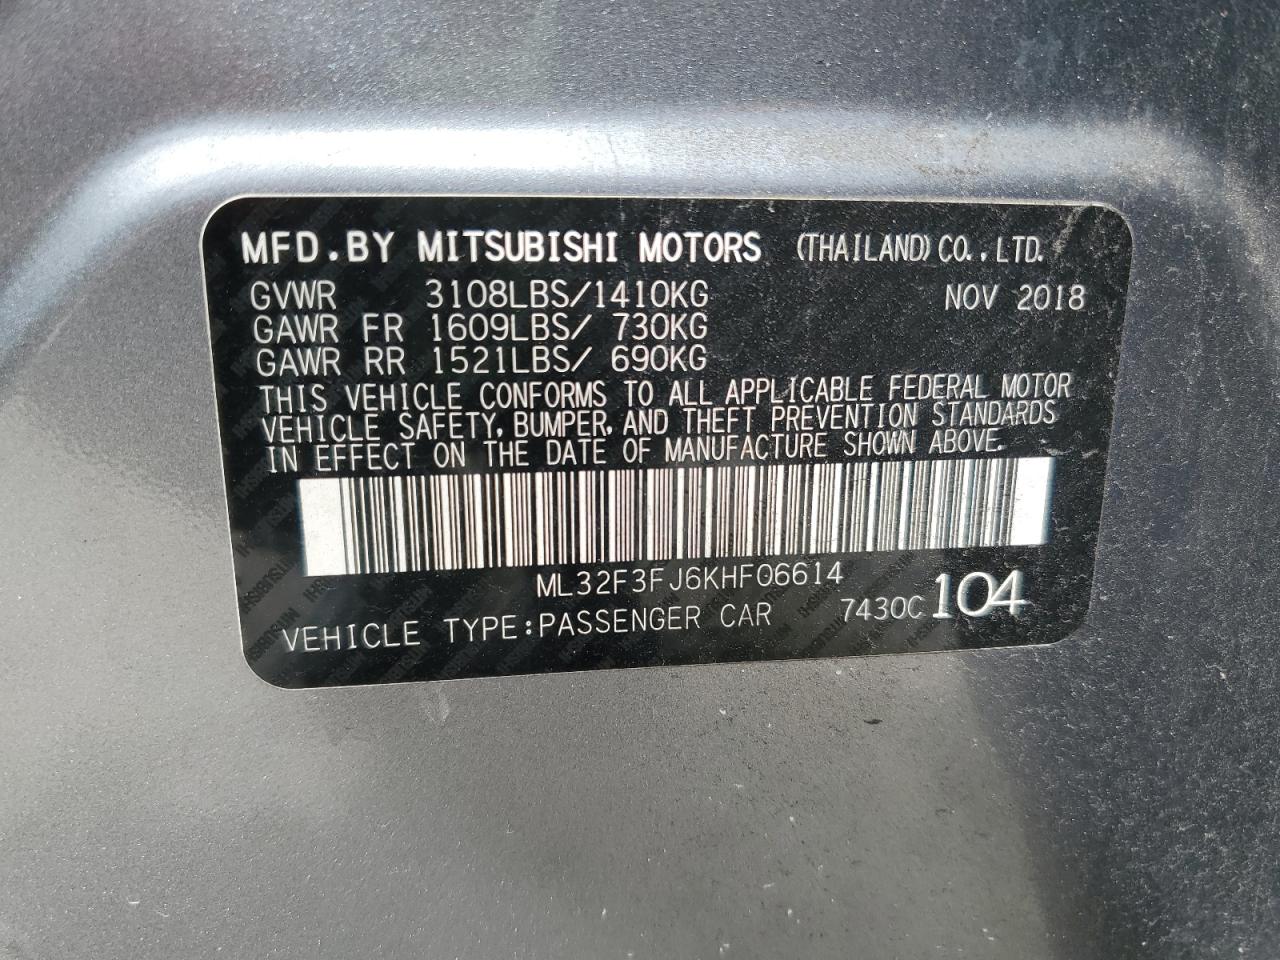 MFD.BY MITSUBISHI MOTORS (THAILAND) CO.,LTD.
GVWR 3108LBS/1410KG NOV 2018
GAWR FR 1609LBS/ 730KG
GAWR RR 1521LBS/ 690KG
THIS VEHICLE CONFORMS TO ALL APPLICABLE FEDERAL MOTOR
VEHICLE SAFETY, BUMPER, AND THEFT PREVENTION STANDARDS
IN EFFECT ON THE DATE OF MANUFACTURE SHOWN ABOVE.
ML32F3FJ6KHF06614
VEHICLE TYPE:PASSENGER CAR 7430C 104